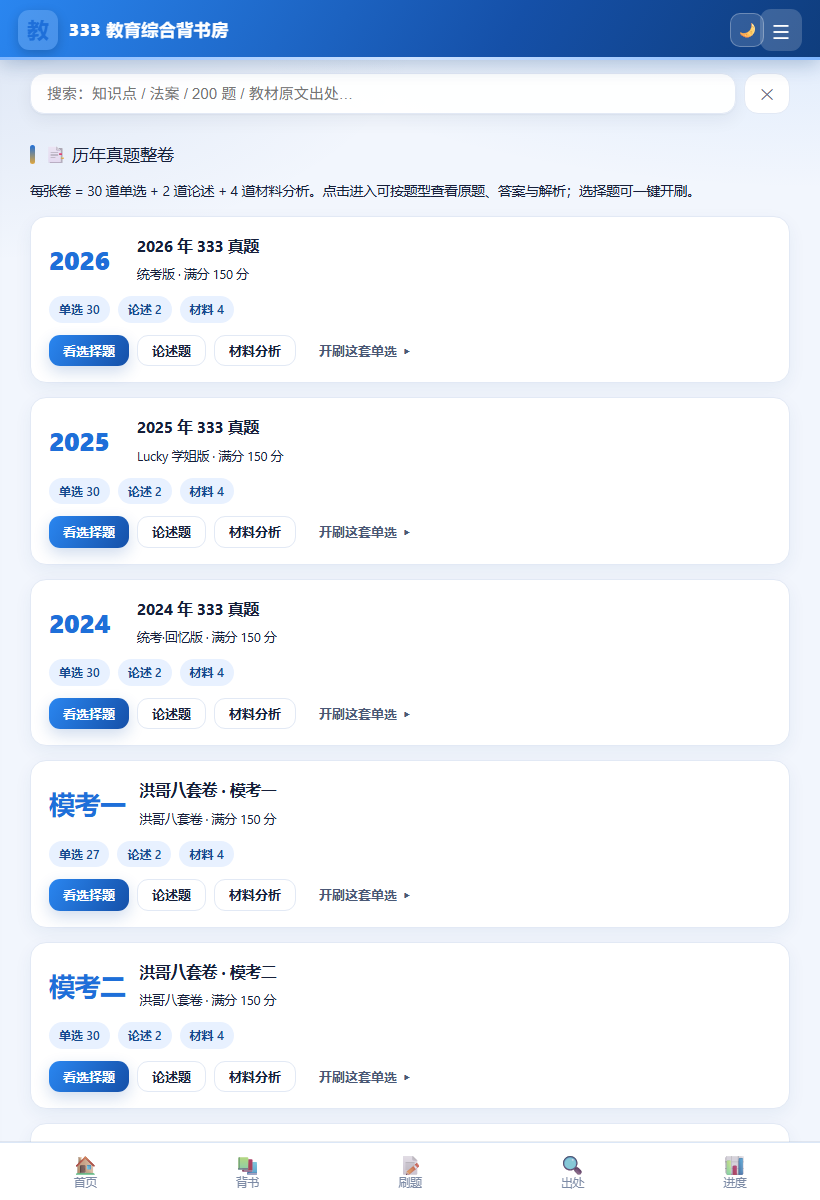 教 333 教育综合背书房
搜索：知识点 / 法案 / 200 题 / 教材原文出处…
历年真题整卷
每张卷 = 30 道单选 + 2 道论述 + 4 道材料分析。点击进入可按题型查看原题、答案与解析；选择题可一键开刷。
2026
2026 年 333 真题
统考版 · 满分 150 分
单选 30 论述 2 材料 4
看选择题 论述题 材料分析 开刷这套单选 ▸
2025
2025 年 333 真题
Lucky 学姐版 · 满分 150 分
单选 30 论述 2 材料 4
看选择题 论述题 材料分析 开刷这套单选 ▸
2024
2024 年 333 真题
统考·回忆版 · 满分 150 分
单选 30 论述 2 材料 4
看选择题 论述题 材料分析 开刷这套单选 ▸
模考一
洪哥八套卷 · 模考一
洪哥八套卷 · 满分 150 分
单选 27 论述 2 材料 4
看选择题 论述题 材料分析 开刷这套单选 ▸
模考二
洪哥八套卷 · 模考二
洪哥八套卷 · 满分 150 分
单选 30 论述 2 材料 4
看选择题 论述题 材料分析 开刷这套单选 ▸
首页 背书 刷题 出处 进度